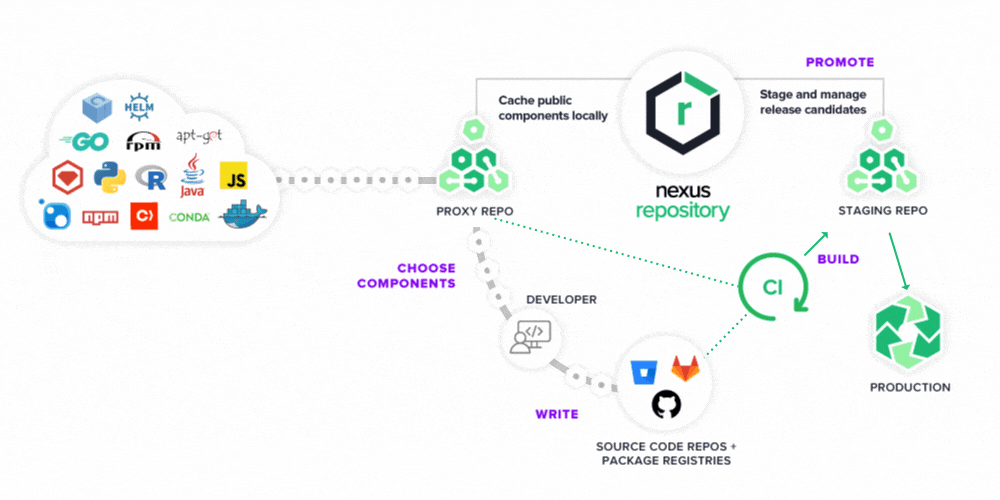 PROMOTE
Cache public
components locally
Stage and manage
release candidates
r
nexus
repository
HELM
GO
rpm
apt-get
R
Java
JS
npm
CONDA
PROXY REPO
STAGING REPO
CHOOSE
COMPONENTS
BUILD
CI
DEVELOPER
</>
WRITE
PRODUCTION
SOURCE CODE REPOS +
PACKAGE REGISTRIES